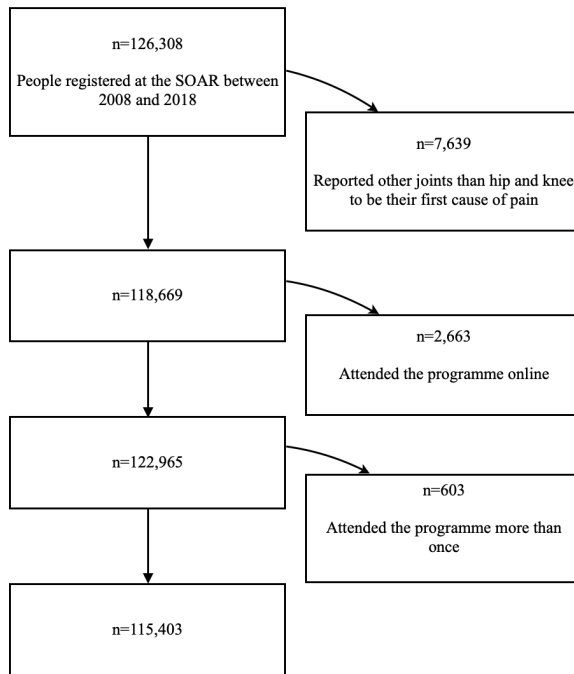 n=126,308
People registered at the SOAR between
2008 and 2018
n=7,639
Reported other joints than hip and knee
to be their first cause of pain
n=118,669
n=2,663
Attended the programme online
n=122,965
n=603
Attended the programme more than
once
n=115,403